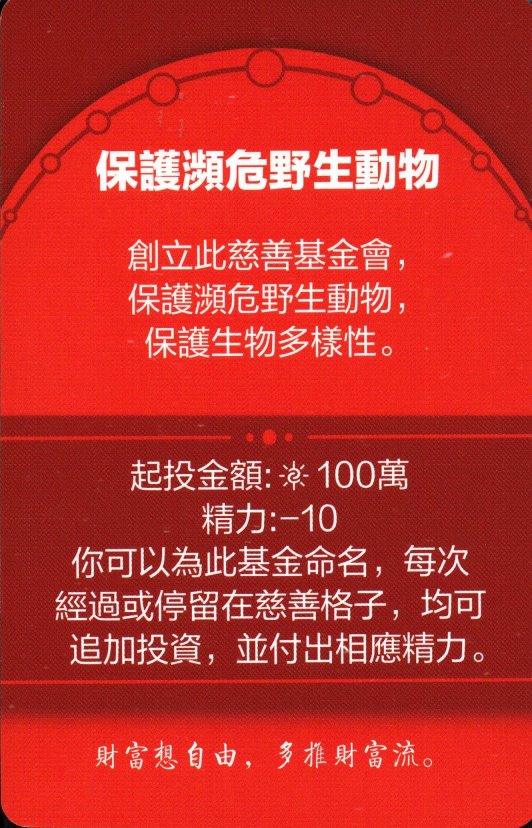 保護瀕危野生動物
創立此慈善基金會，
保護瀕危野生動物，
保護生物多樣性。
起投金額: 100萬
精力:−10
你可以為此基金命名，每次
經過或停留在慈善格子，均可
追加投資，並付出相應精力。
財富想自由，多推財富流。